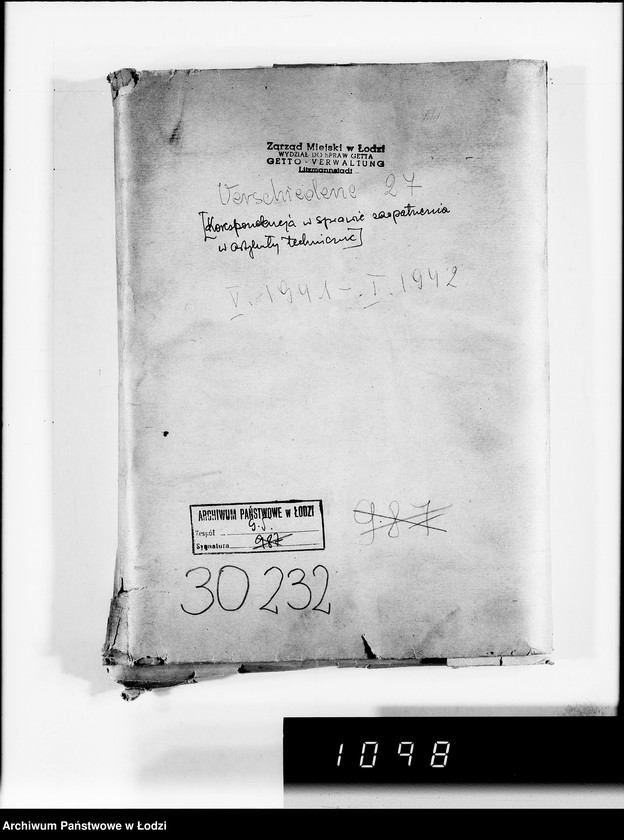 Zarząd Miejski w Łodzi
WYDZIAŁ DO SPRAW GETTA
GETTO-VERWALTUNG
Litzmannstadt
Verschiedene 27
[Korespondencja w sprawie zaopatrzenia
w artykuły techniczne]
V. 1941 - I. 1942
ARCHIWUM PAŃSTWOWE w ŁODZI
Zespół
Sygnatura 987
987
30232
1098
Archiwum Państwowe w Łodzi